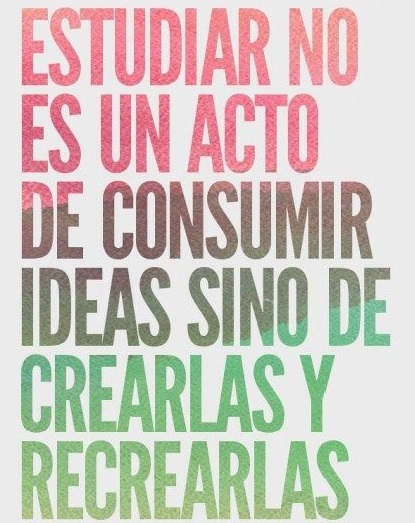 ESTUDIAR NO
ES UN ACTO
DE CONSUMIR
IDEAS SINO DE
CREARLAS Y
RECREARLAS